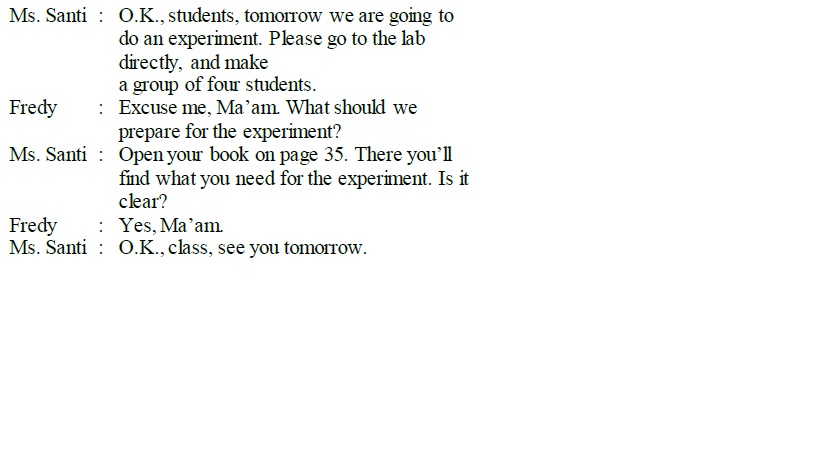 Ms. Santi : O.K., students, tomorrow we are going to
do an experiment. Please go to the lab
directly, and make
a group of four students.
Fredy : Excuse me, Ma’am. What should we
prepare for the experiment?
Ms. Santi : Open your book on page 35. There you’ll
find what you need for the experiment. Is it
clear?
Fredy : Yes, Ma’am.
Ms. Santi : O.K., class, see you tomorrow.